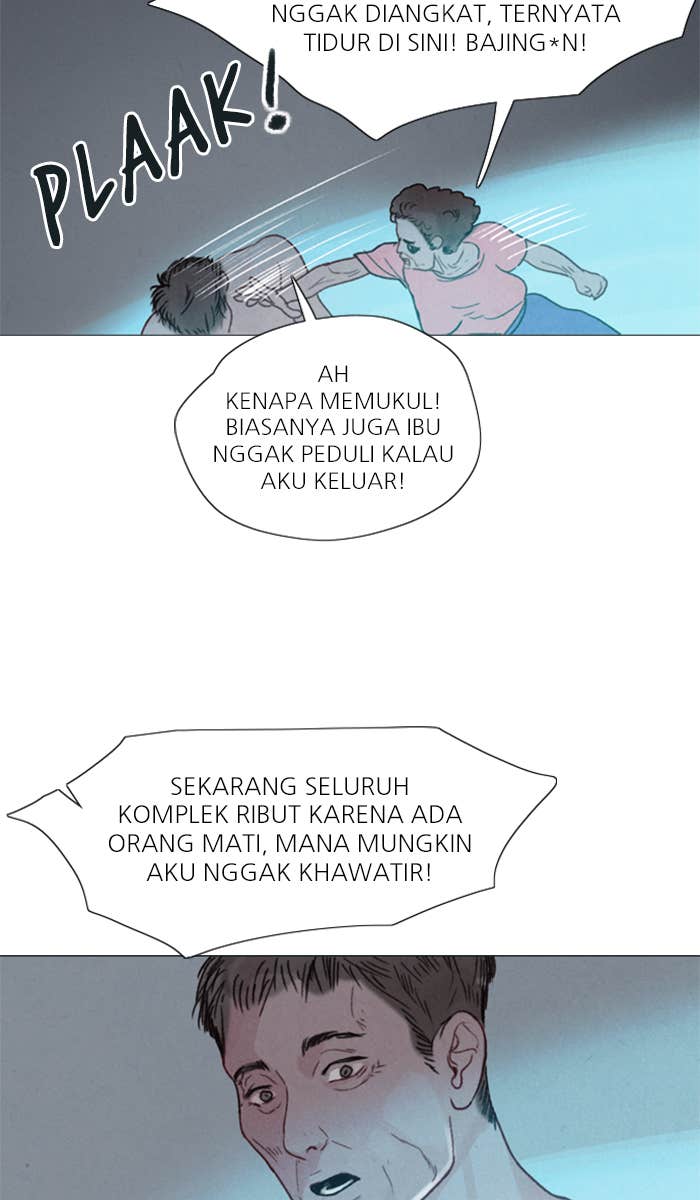 NGGAK DIANGKAT, TERNYATA
TIDUR DI SINI! BAJING*N!
PLAAK!
AH
KENAPA MEMUKUL!
BIASANYA JUGA IBU
NGGAK PEDULI KALAU
AKU KELUAR!
SEKARANG SELURUH
KOMPLEK RIBUT KARENA ADA
ORANG MATI, MANA MUNGKIN
AKU NGGAK KHAWATIR!